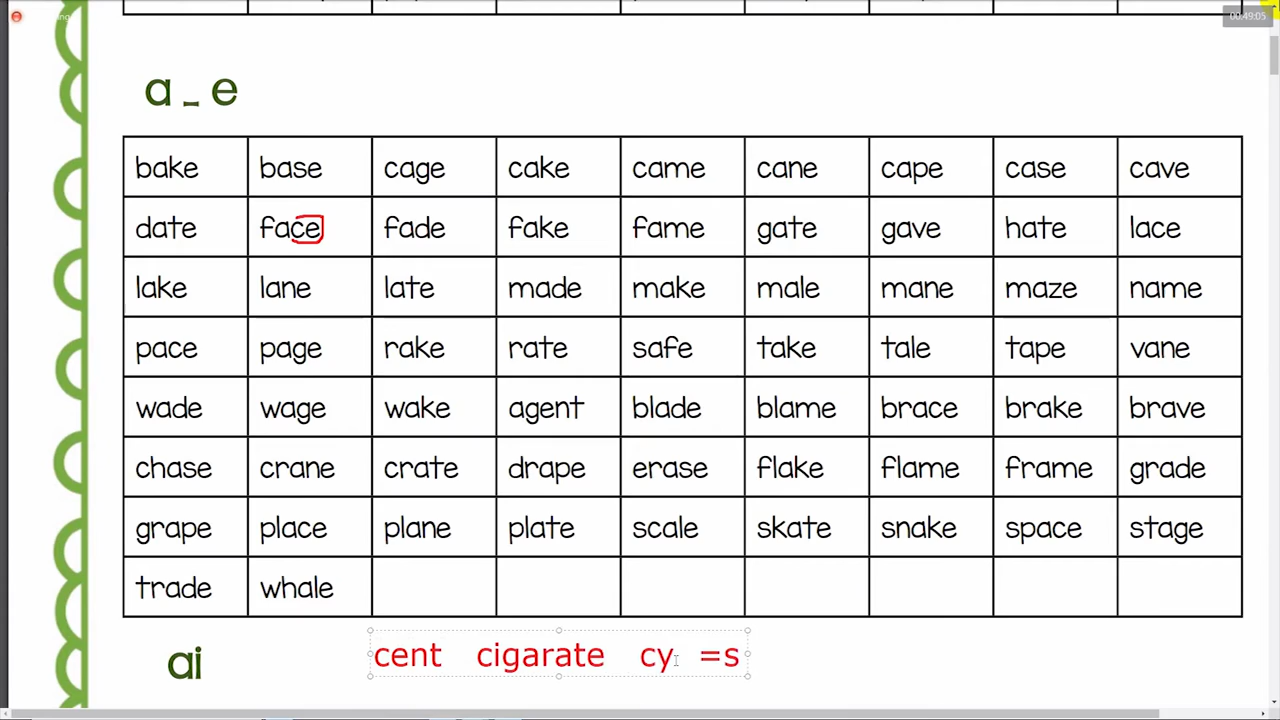 00:49:05
a _ e
bake base cage cake came cane cape case cave
date face fade fake fame gate gave hate lace
lake lane late made make male mane maze name
pace page rake rate safe take tale tape vane
wade wage wake agent blade blame brace brake brave
chase crane crate drape erase flake flame frame grade
grape place plane plate scale skate snake space stage
trade whale
ai cent cigarate cy =s